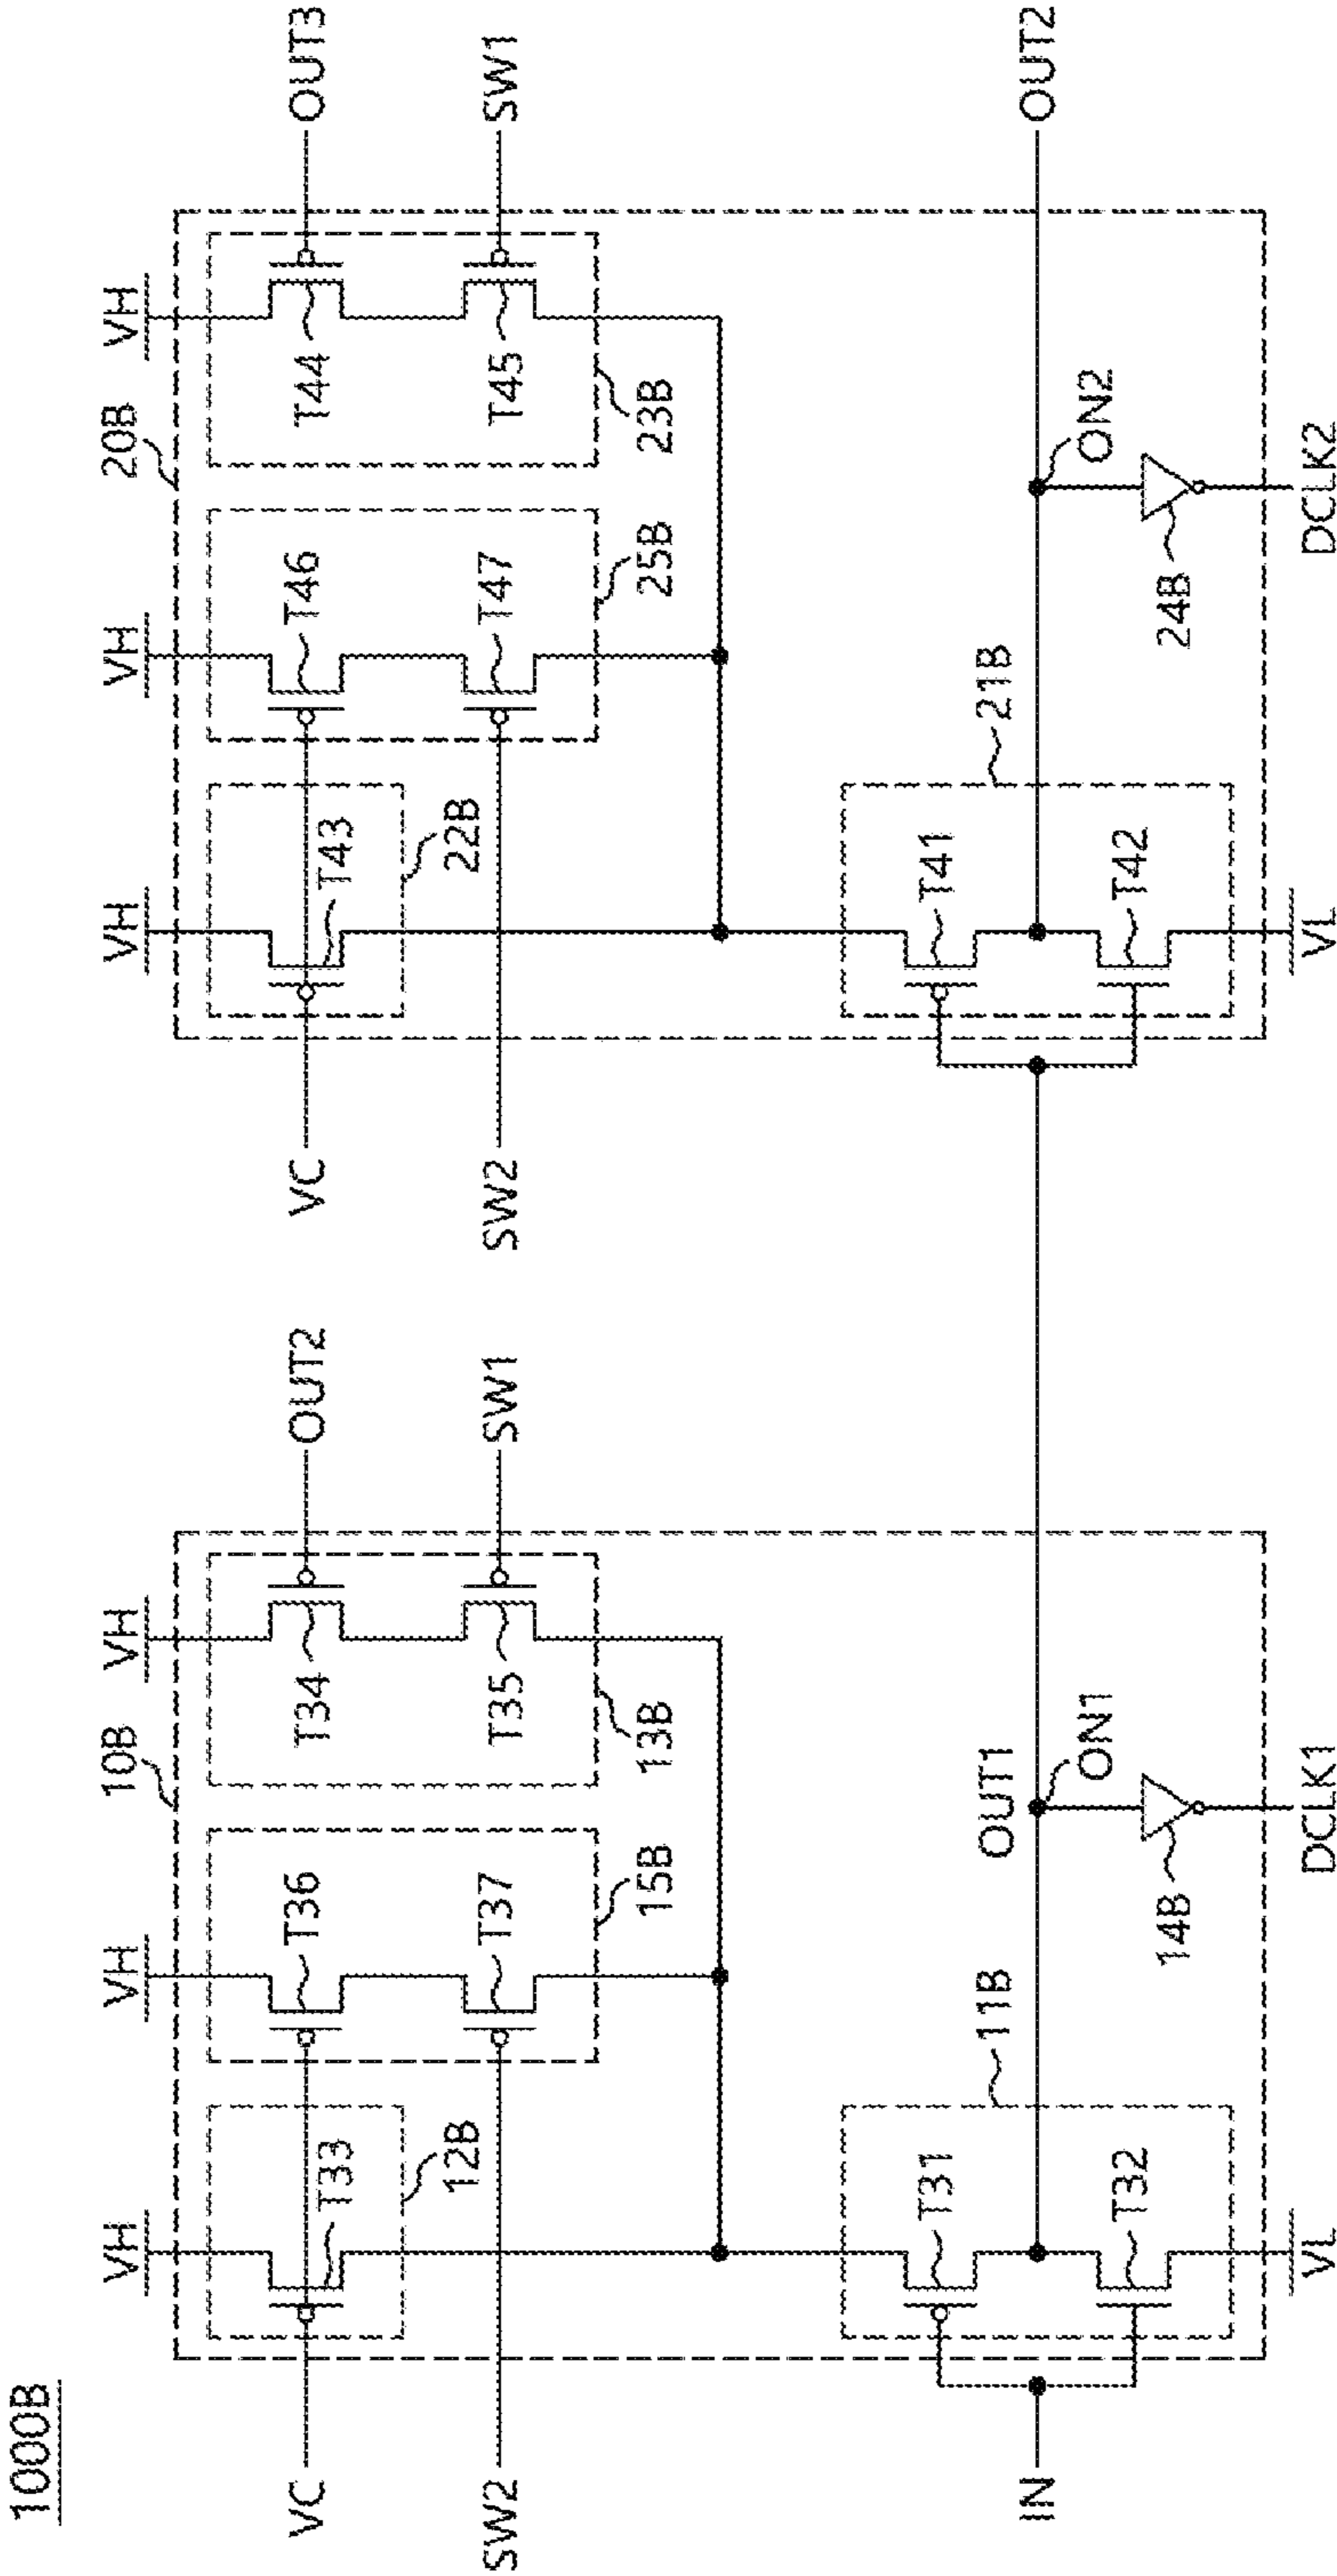 1000B
10B
20B
VH
VH
VH
VH
VH
VH
VC
T33
T36
T34
OUT2
VC
T43
T46
T44
OUT3
12B
22B
SW2
T37
T35
SW1
SW2
T47
T45
SW1
15B
13B
25B
23B
11B
OUT1
21B
T31
T41
IN
ON1
ON2
OUT2
T32
T42
14B
24B
VL
DCLK1
VL
DCLK2